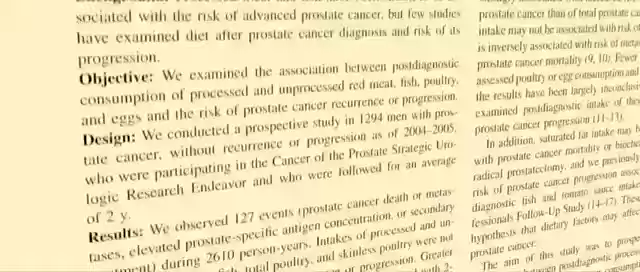 sociated with the risk of advanced prostate cancer, but few studies
have examined diet after prostate cancer diagnosis and risk of its
progression.
Objective: We examined the association between postdiagnostic
consumption of processed and unprocessed red meat, fish, poultry,
and eggs and the risk of prostate cancer recurrence or progression.
Design: We conducted a prospective study in 1294 men with pros-
tate cancer, without recurrence or progression as of 2004–2005,
who were participating in the Cancer of the Prostate Strategic Uro-
logic Research Endeavor and who were followed for an average
of 2 y.
Results: We observed 127 events (prostate cancer death or metas-
tases, elevated prostate-specific antigen concentration, or secondary
treatment) during 2610 person-years. Intakes of processed and un-
total poultry, and skinless poultry were not
or progression. Greater
with 2-
prostate cancer than of total prostate
intake may not be associated with risk of
is inversely associated with risk of
prostate cancer mortality (9, 10). Fewer
assessed poultry or egg consumption and
the results have been largely
examined postdiagnostic intake of
prostate cancer progression (11–13).
In addition, saturated fat intake may
with prostate cancer mortality or
radical prostatectomy, and we previously
risk of prostate cancer progression
diagnostic fish and tomato sauce intake
fessionals Follow-Up Study (14–17). These
hypothesis that dietary factors may
prostate cancer.
The aim of this study was to
between postdiagnostic